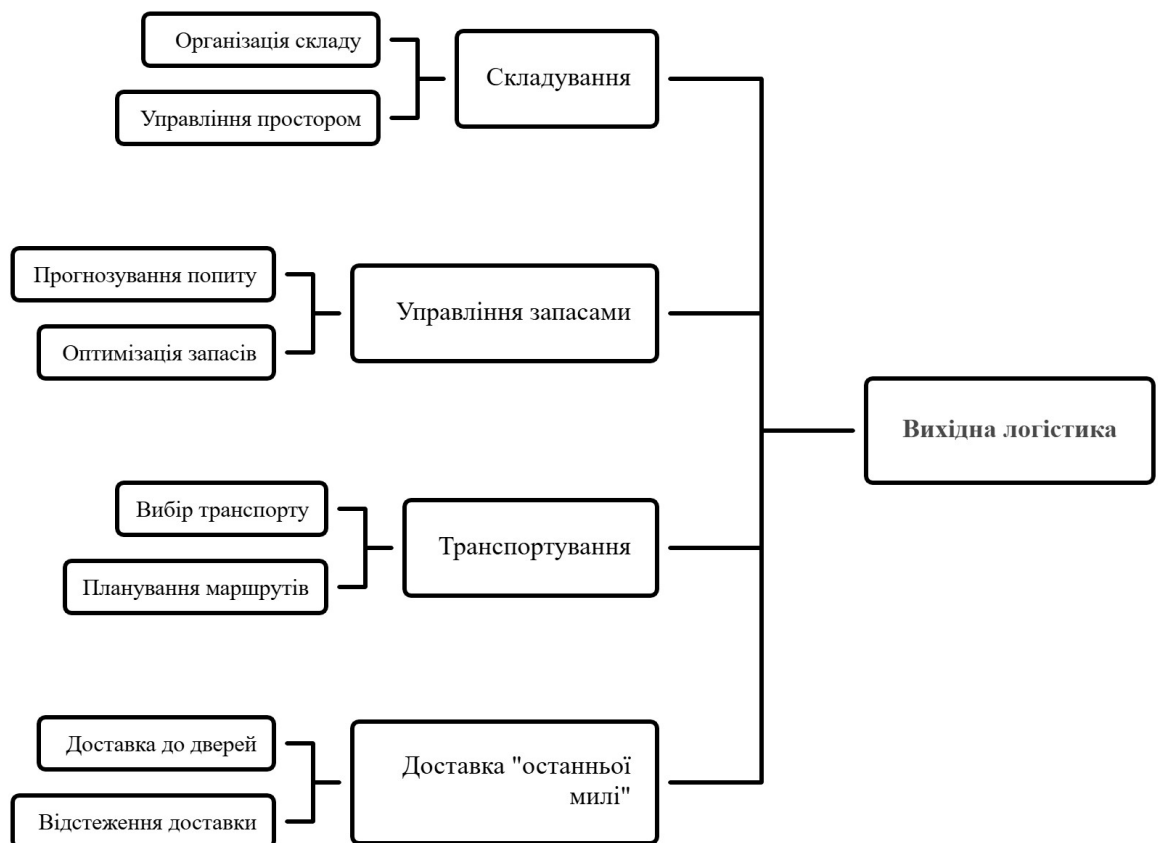 Організація складу
Управління простором
Складування
Прогнозування попиту
Оптимізація запасів
Управління запасами
Вибір транспорту
Планування маршрутів
Транспортування
Доставка до дверей
Відстеження доставки
Доставка "останньої
милі"
Вихідна логістика